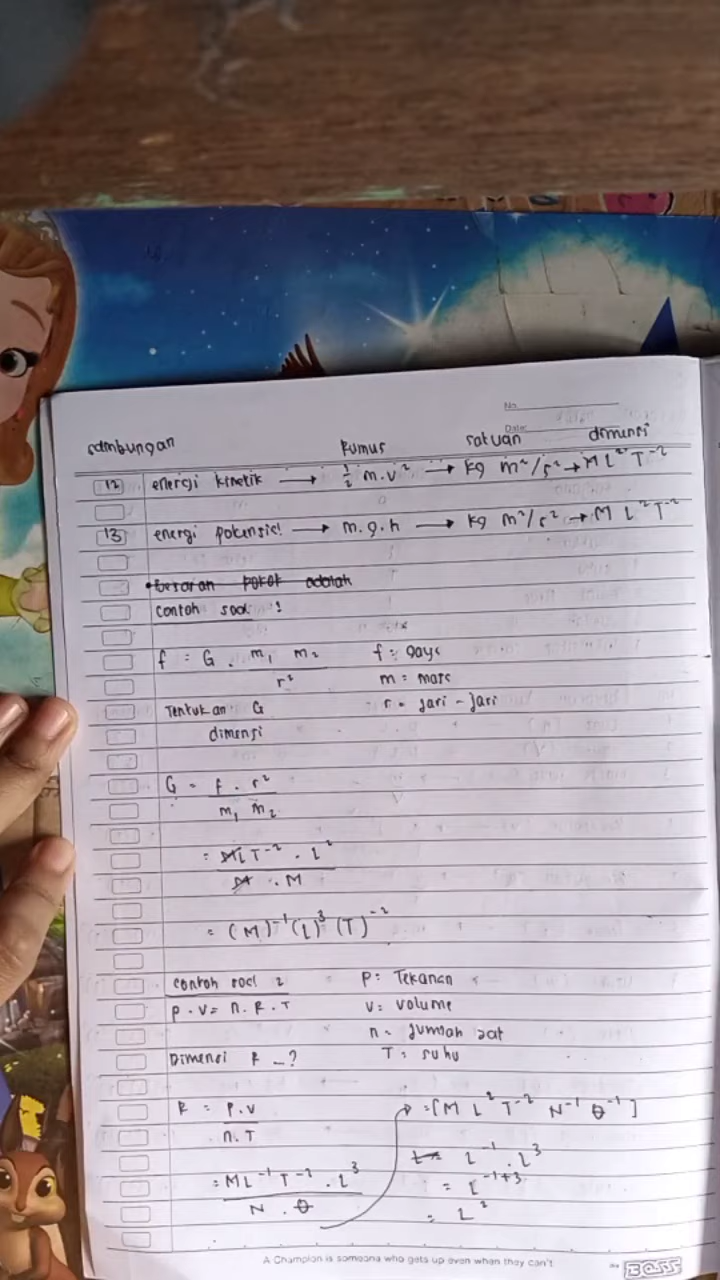 No
Date:
sambungan rumus satuan dimensi
12 energi kinetik → ½ m.v² → kg m²/s² → M L² T⁻²
13 energi potensial → m.g.h → kg m²/s² → M L² T⁻²
•besaran pokok adalah
contoh soal 1
f = G . m₁ m₂ f = gaya
r² m = mass
Tentukan G r = jari - jari
dimensi
G = f . r²
m₁ m₂
= MLT⁻² . L²
M . M
= (M)⁻¹ (L)³ (T)⁻²
contoh soal 2 P = Tekanan
P.V = n.R.T V = volume
n = jumlah zat
Dimensi R _? T = suhu
R = P.V → = [M L² T⁻² N⁻¹ θ⁻¹]
n.T
L⁻¹ . L³
= ML⁻¹ T⁻² . L³ = L⁻¹⁺³
N . θ = L²
A Champion is someone who gets up even when they can't
BOSS